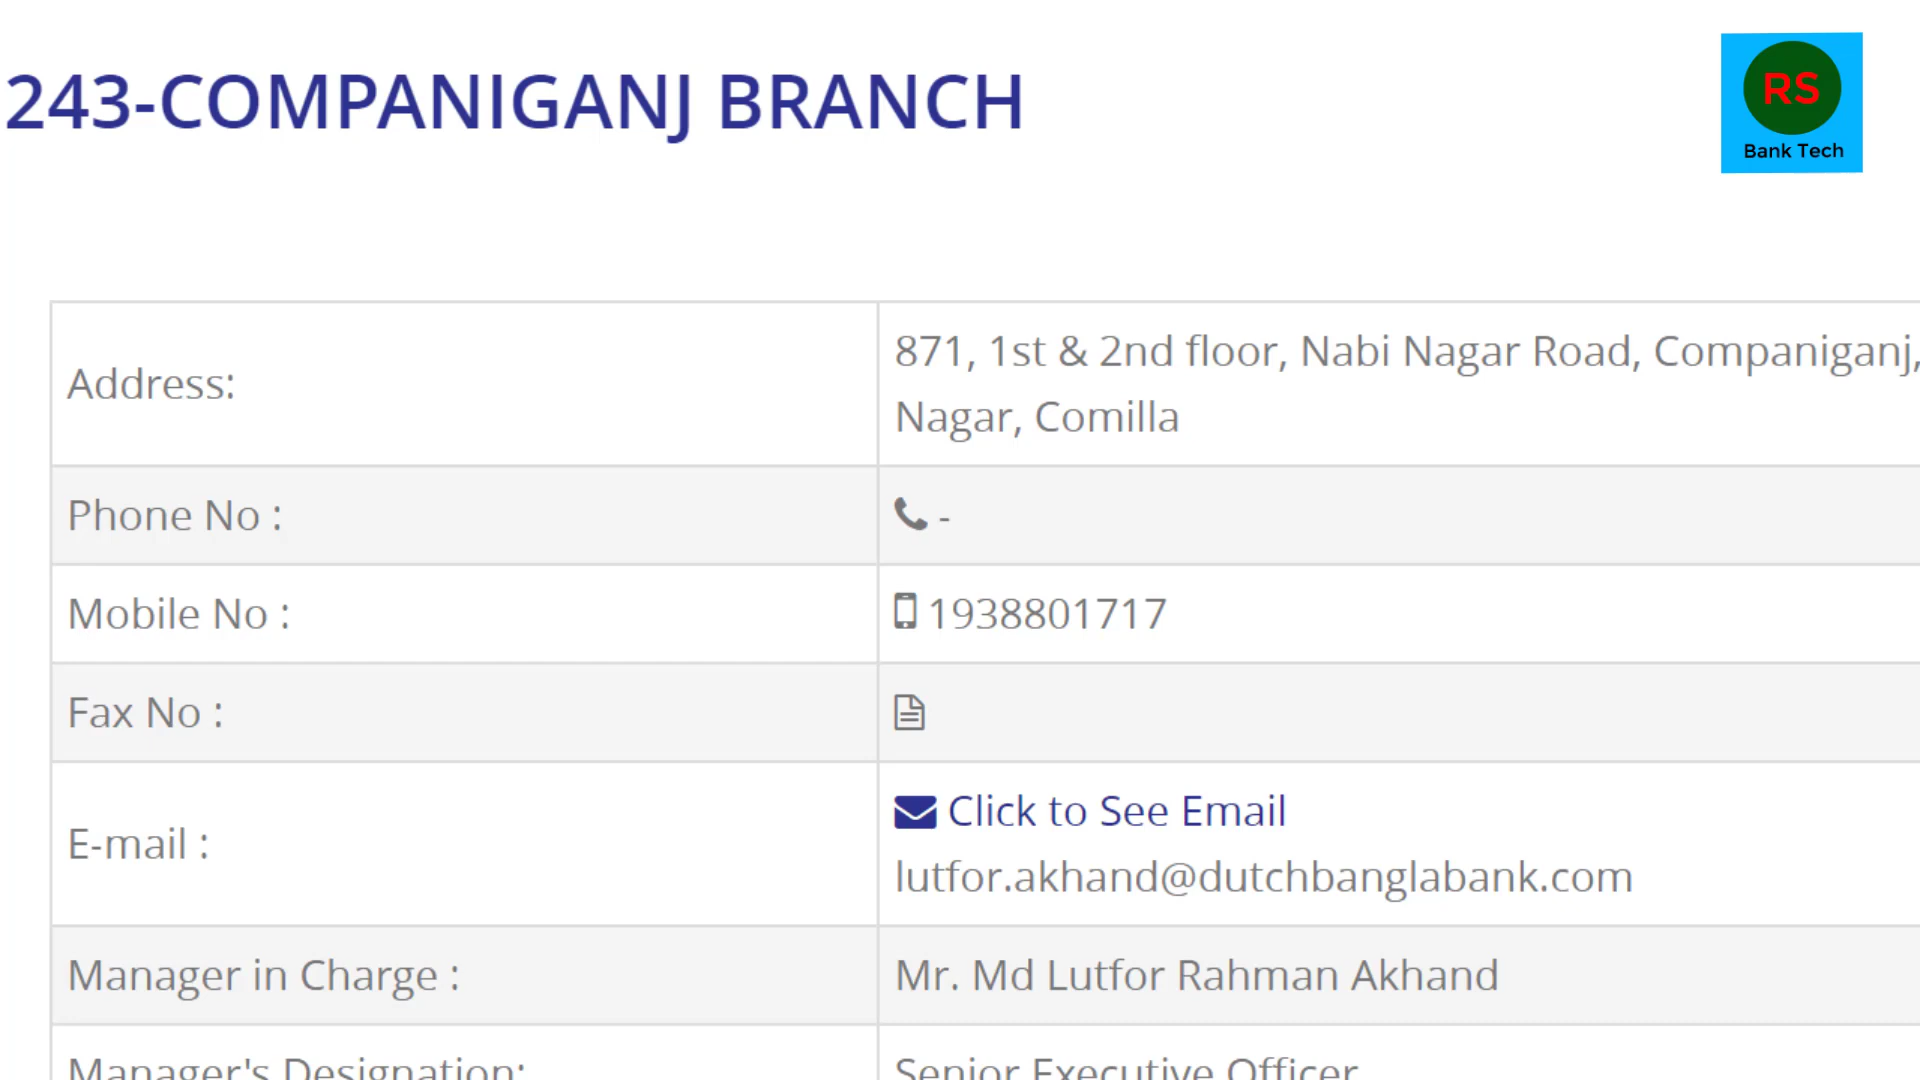 243-COMPANIGANJ BRANCH
RS
Bank Tech
Address:
871, 1st & 2nd floor, Nabi Nagar Road, Companiganj,
Nagar, Comilla
Phone No :
-
Mobile No :
1938801717
Fax No :
E-mail :
Click to See Email
lutfor.akhand@dutchbanglabank.com
Manager in Charge :
Mr. Md Lutfor Rahman Akhand
Manager's Designation:
Senior Executive Officer